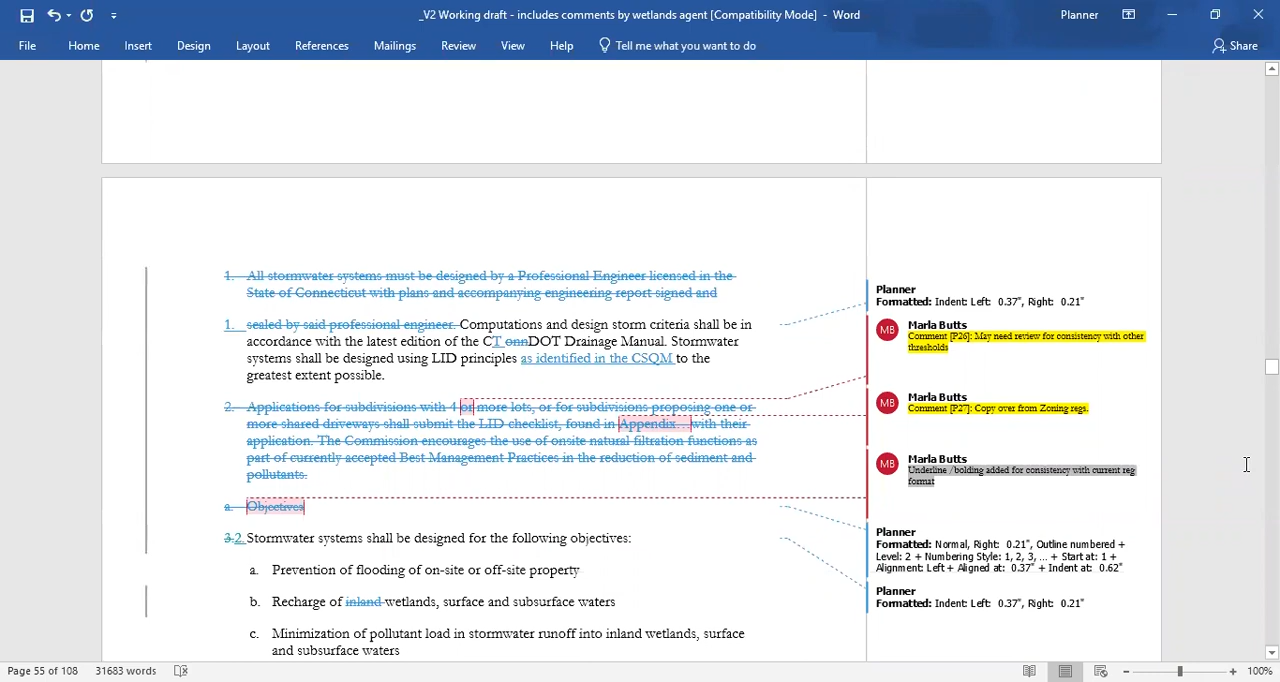 _V2 Working draft - includes comments by wetlands agent [Compatibility Mode] - Word
Planner
File Home Insert Design Layout References Mailings Review View Help Tell me what you want to do Share
1. All stormwater systems must be designed by a Professional Engineer licensed in the
State of Connecticut with plans and accompanying engineering report signed and
1. sealed by said professional engineer. Computations and design storm criteria shall be in
accordance with the latest edition of the CT onnDOT Drainage Manual. Stormwater
systems shall be designed using LID principles as identified in the CSQM to the
greatest extent possible.
2. Applications for subdivisions with 4 or more lots, or for subdivisions proposing one or
more shared driveways shall submit the LID checklist, found in Appendix... with their
application. The Commission encourages the use of onsite natural filtration functions as
part of currently accepted Best Management Practices in the reduction of sediment and
pollutants.
a. Objectives
3.2. Stormwater systems shall be designed for the following objectives:
a. Prevention of flooding of on-site or off-site property
b. Recharge of inland wetlands, surface and subsurface waters
c. Minimization of pollutant load in stormwater runoff into inland wetlands, surface
and subsurface waters
Planner
Formatted: Indent: Left: 0.37", Right: 0.21"
MB Marla Butts
Comment [P26]: May need review for consistency with other
thresholds
MB Marla Butts
Comment [P27]: Copy over from Zoning regs.
MB Marla Butts
Underline /bolding added for consistency with current reg
format
Planner
Formatted: Normal, Right: 0.21", Outline numbered +
Level: 2 + Numbering Style: 1, 2, 3, ... + Start at: 1 +
Alignment: Left + Aligned at: 0.37" + Indent at: 0.62"
Planner
Formatted: Indent: Left: 0.37", Right: 0.21"
Page 55 of 108 31683 words 100%